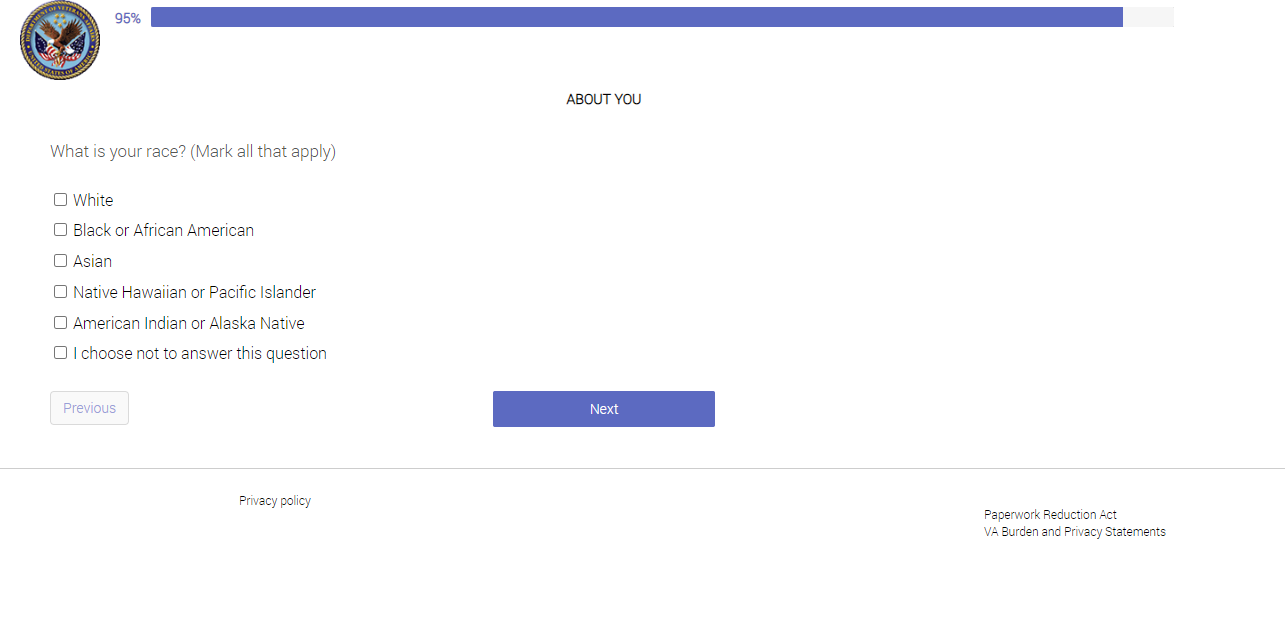 95%
ABOUT YOU
What is your race? (Mark all that apply)
White
Black or African American
Asian
Native Hawaiian or Pacific Islander
American Indian or Alaska Native
I choose not to answer this question
Previous
Next
Privacy policy
Paperwork Reduction Act
VA Burden and Privacy Statements